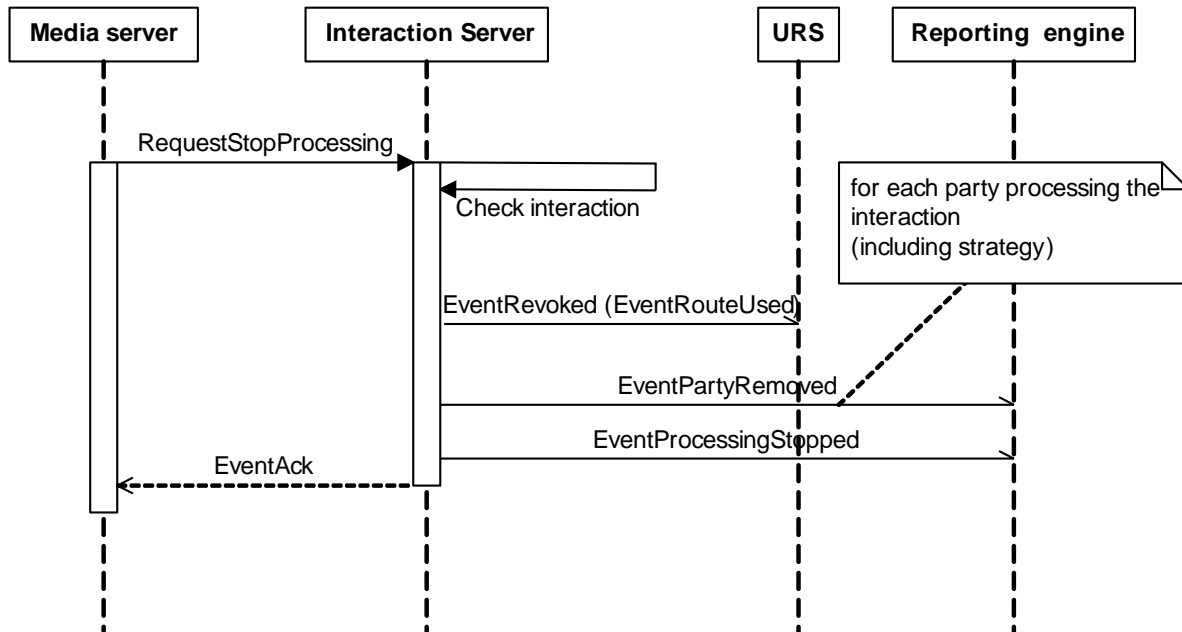 Media server
Interaction Server
URS
Reporting engine
RequestStopProcessing
Check interaction
for each party processing the
interaction
(including strategy)
EventRevoked (EventRouteUsed)
EventPartyRemoved
EventProcessingStopped
EventAck